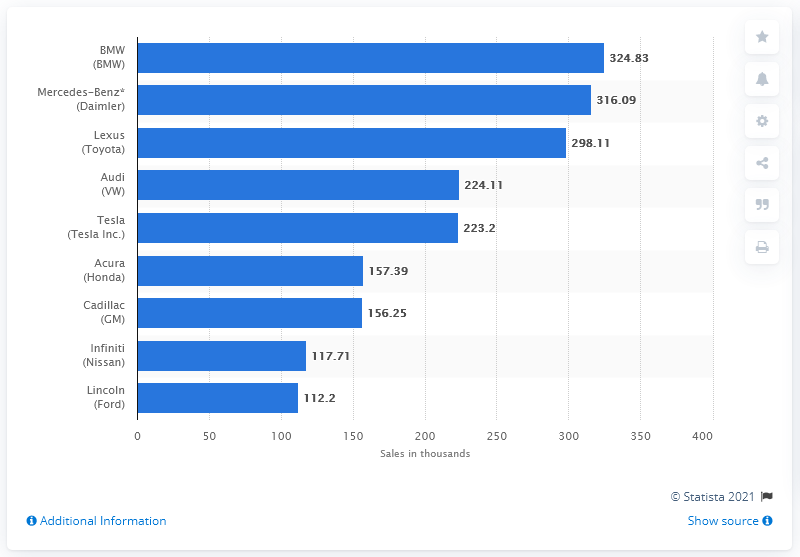 BMW
(BMW)
324.83
Mercedes-Benz*
(Daimler)
316.09
Lexus
(Toyota)
298.11
Audi
(VW)
224.11
Tesla
(Tesla Inc.)
223.2
Acura
(Honda)
157.39
Cadillac
(GM)
156.25
Infiniti
(Nissan)
117.71
Lincoln
(Ford)
112.2
0 50 100 150 200 250 300 350 400
Sales in thousands
© Statista 2021
Additional Information
Show source